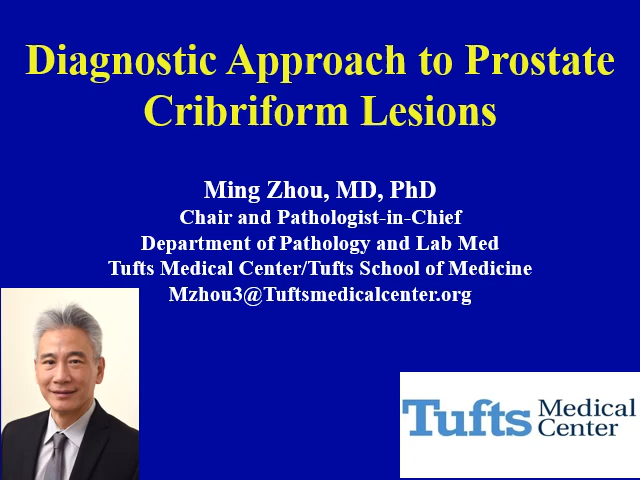 Diagnostic Approach to Prostate
Cribriform Lesions
Ming Zhou, MD, PhD
Chair and Pathologist-in-Chief
Department of Pathology and Lab Med
Tufts Medical Center/Tufts School of Medicine
Mzhou3@Tuftsmedicalcenter.org
Tufts Medical
Center